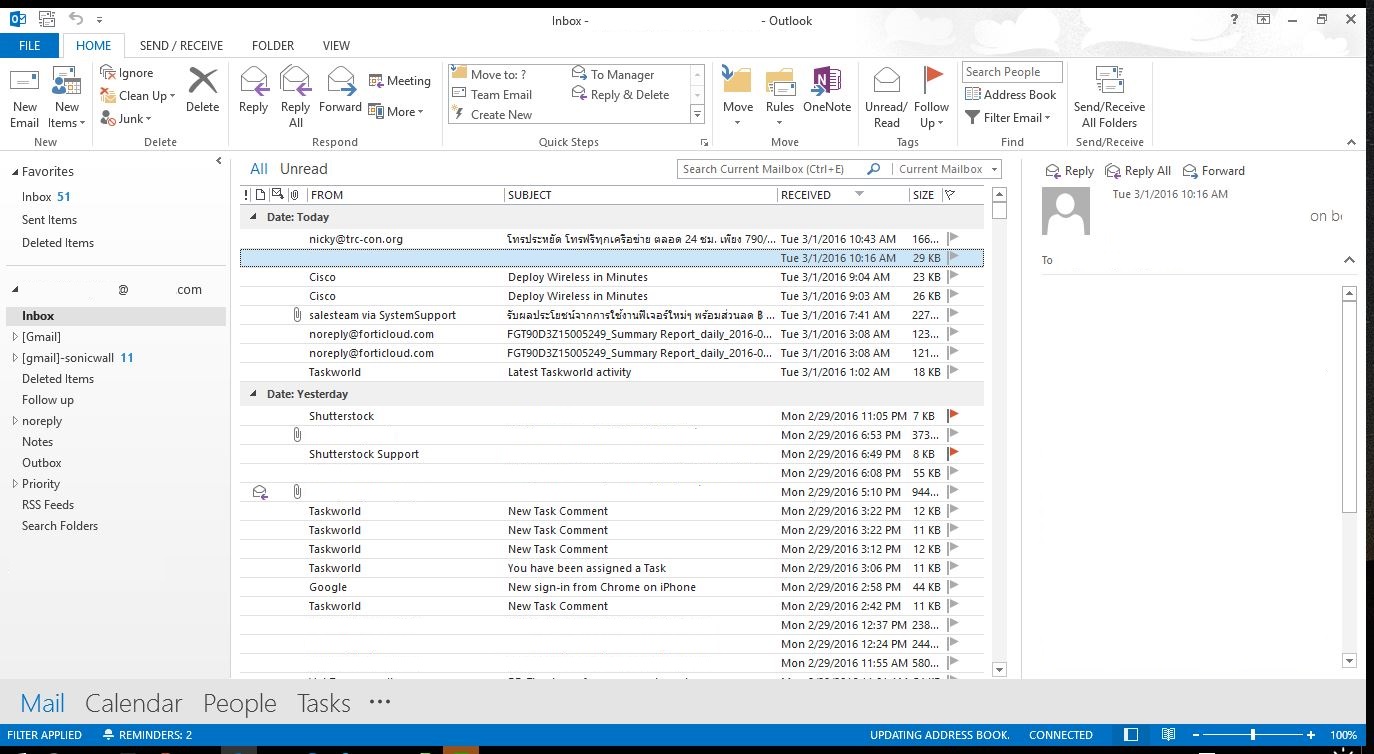 Inbox - - Outlook
?
FILE HOME SEND / RECEIVE FOLDER VIEW
New Email
New Items
Ignore
Clean Up
Junk
Delete
Reply
Reply All
Forward
Meeting
More
Move to: ?
Team Email
Create New
To Manager
Reply & Delete
Move
Rules
OneNote
Unread/ Read
Follow Up
Search People
Address Book
Filter Email
Send/Receive All Folders
New Delete Respond Quick Steps Move Tags Find Send/Receive
Favorites
Inbox 51
Sent Items
Deleted Items
@ .com
Inbox
[Gmail]
[gmail]-sonicwall 11
Deleted Items
Follow up
noreply
Notes
Outbox
Priority
RSS Feeds
Search Folders
All Unread
Search Current Mailbox (Ctrl+E) Current Mailbox
! FROM SUBJECT RECEIVED SIZE
Date: Today
nicky@trc-con.org โทรประหยัด โทรฟรีทุกเครือข่าย ตลอด 24 ชม. เพียง 790/... Tue 3/1/2016 10:43 AM 166...
Tue 3/1/2016 10:16 AM 29 KB
Cisco Deploy Wireless in Minutes Tue 3/1/2016 9:04 AM 23 KB
Cisco Deploy Wireless in Minutes Tue 3/1/2016 9:03 AM 26 KB
salesteam via SystemSupport รับผลประโยชน์จากการใช้งานฟีเจอร์ใหม่ๆ พร้อมส่วนลด ฿ ... Tue 3/1/2016 7:41 AM 227...
noreply@forticloud.com FGT90D3Z15005249_Summary Report_daily_2016-0... Tue 3/1/2016 3:08 AM 123...
noreply@forticloud.com FGT90D3Z15005249_Summary Report_daily_2016-0... Tue 3/1/2016 3:08 AM 121...
Taskworld Latest Taskworld activity Tue 3/1/2016 1:02 AM 18 KB
Date: Yesterday
Shutterstock Mon 2/29/2016 11:05 PM 7 KB
Mon 2/29/2016 6:53 PM 373...
Shutterstock Support Mon 2/29/2016 6:49 PM 8 KB
Mon 2/29/2016 6:08 PM 55 KB
Mon 2/29/2016 5:10 PM 944...
Taskworld New Task Comment Mon 2/29/2016 3:22 PM 12 KB
Taskworld New Task Comment Mon 2/29/2016 3:22 PM 11 KB
Taskworld New Task Comment Mon 2/29/2016 3:12 PM 12 KB
Taskworld You have been assigned a Task Mon 2/29/2016 3:06 PM 11 KB
Google New sign-in from Chrome on iPhone Mon 2/29/2016 2:58 PM 44 KB
Taskworld New Task Comment Mon 2/29/2016 2:42 PM 11 KB
Mon 2/29/2016 12:37 PM 238...
Mon 2/29/2016 12:24 PM 244...
Mon 2/29/2016 11:55 AM 580...
Reply Reply All Forward
Tue 3/1/2016 10:16 AM
on be
To
Mail Calendar People Tasks ...
FILTER APPLIED REMINDERS: 2 UPDATING ADDRESS BOOK. CONNECTED 100%